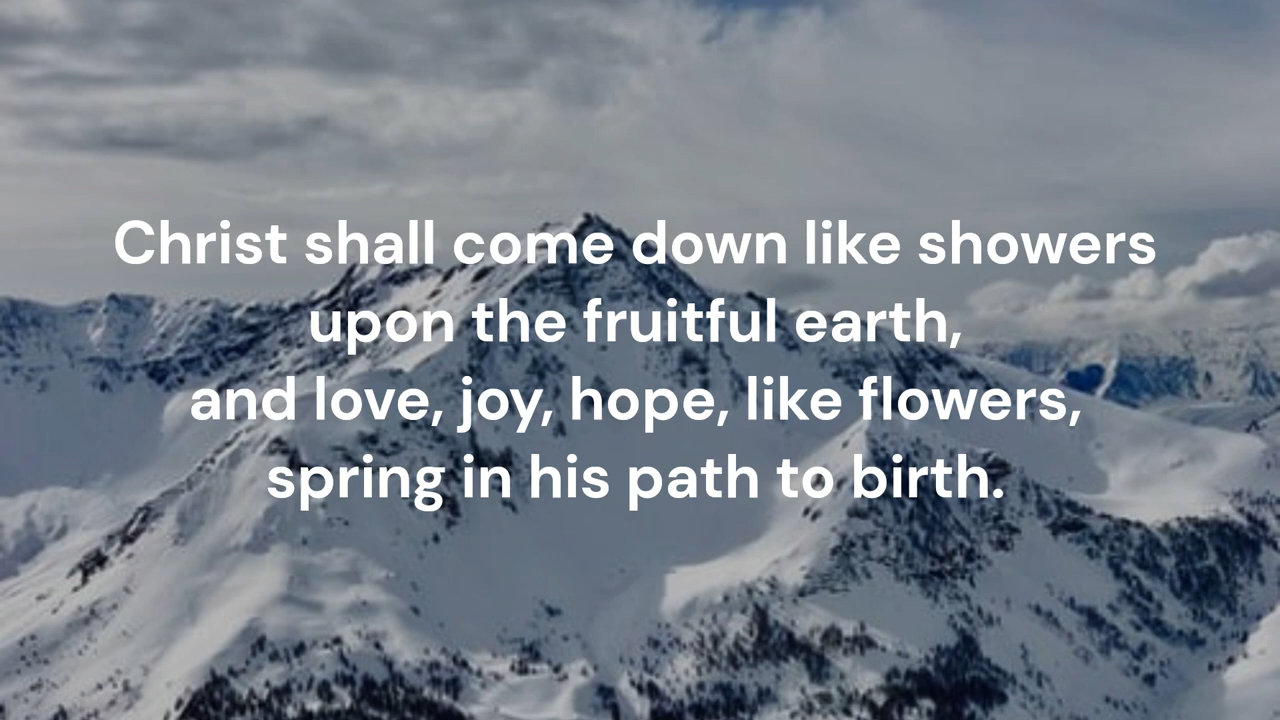 Christ shall come down like showers
upon the fruitful earth,
and love, joy, hope, like flowers,
spring in his path to birth.